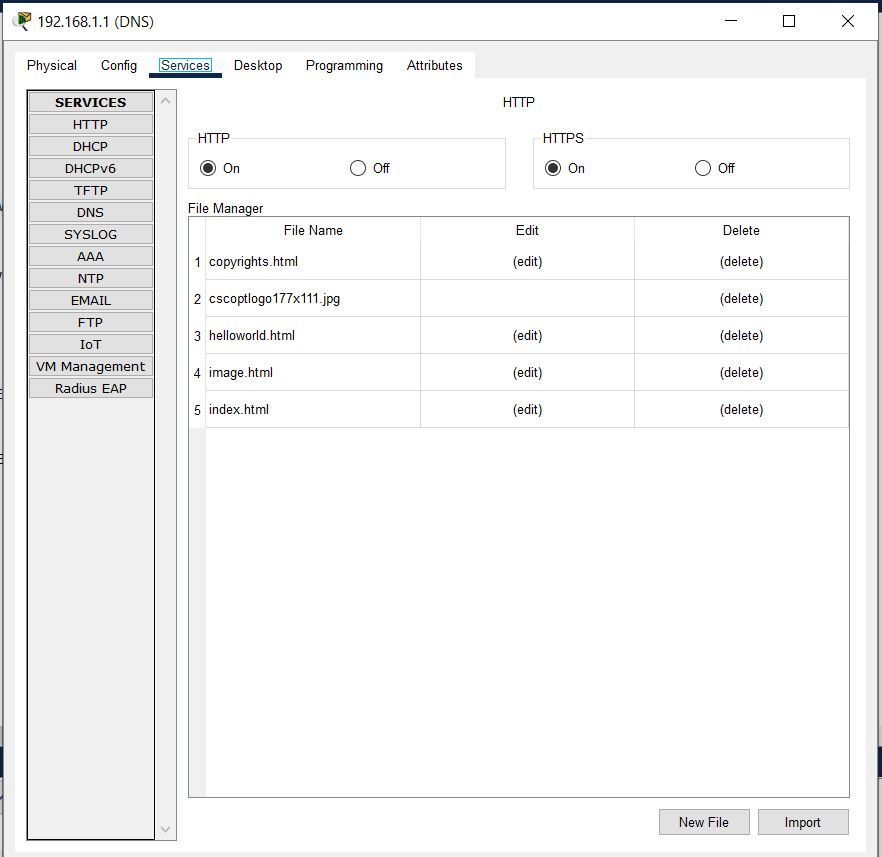 192.168.1.1 (DNS)
Physical Config Services Desktop Programming Attributes
SERVICES
HTTP
DHCP
DHCPv6
TFTP
DNS
SYSLOG
AAA
NTP
EMAIL
FTP
IoT
VM Management
Radius EAP
HTTP
HTTP
On Off
HTTPS
On Off
File Manager
File Name Edit Delete
1 copyrights.html (edit) (delete)
2 cscoptlogo177x111.jpg (delete)
3 helloworld.html (edit) (delete)
4 image.html (edit) (delete)
5 index.html (edit) (delete)
New File Import